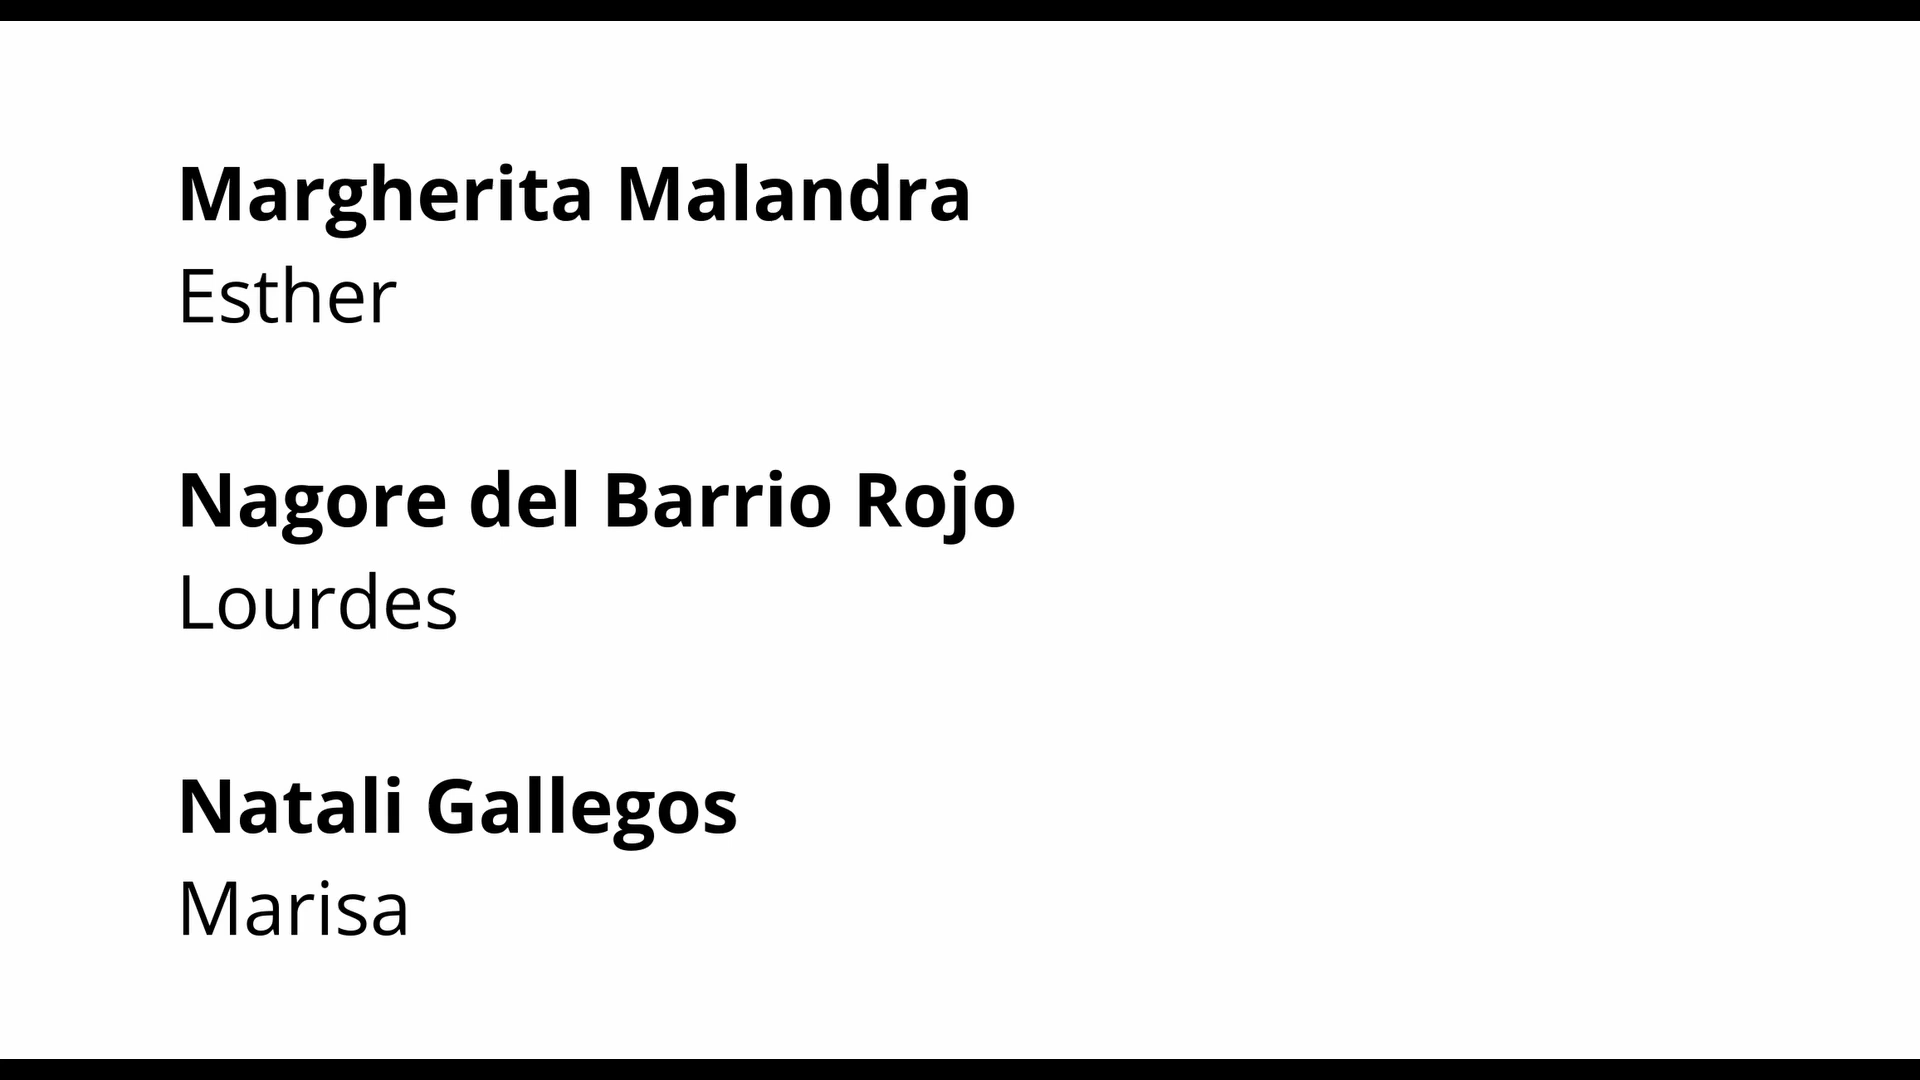 Margherita Malandra
Esther
Nagore del Barrio Rojo
Lourdes
Natali Gallegos
Marisa